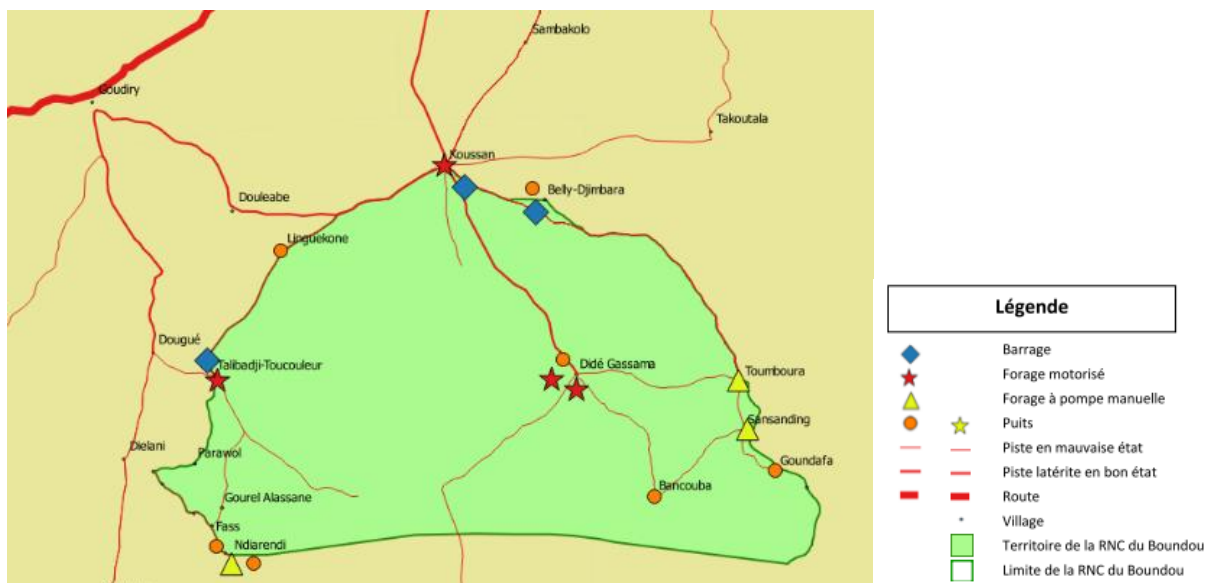 Sambakolo
Goudiry
Takoutala
Koussan
Belly-Djimbara
Douleabe
Linguekone
Dougué
Talibadji-Toucouleur
Didé Gassama
Toumboura
Sansanding
Dielani
Parawol
Goundafa
Bancouba
Gourel Alassane
Fass
Ndiarendi
Légende
Barrage
Forage motorisé
Forage à pompe manuelle
Puits
Piste en mauvaise état
Piste latérite en bon état
Route
Village
Territoire de la RNC du Boundou
Limite de la RNC du Boundou